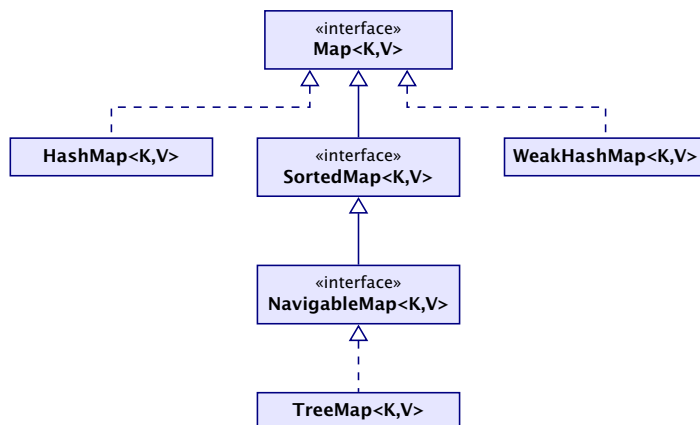 «interface»
Map<K,V>
HashMap<K,V>
«interface»
SortedMap<K,V>
WeakHashMap<K,V>
«interface»
NavigableMap<K,V>
TreeMap<K,V>